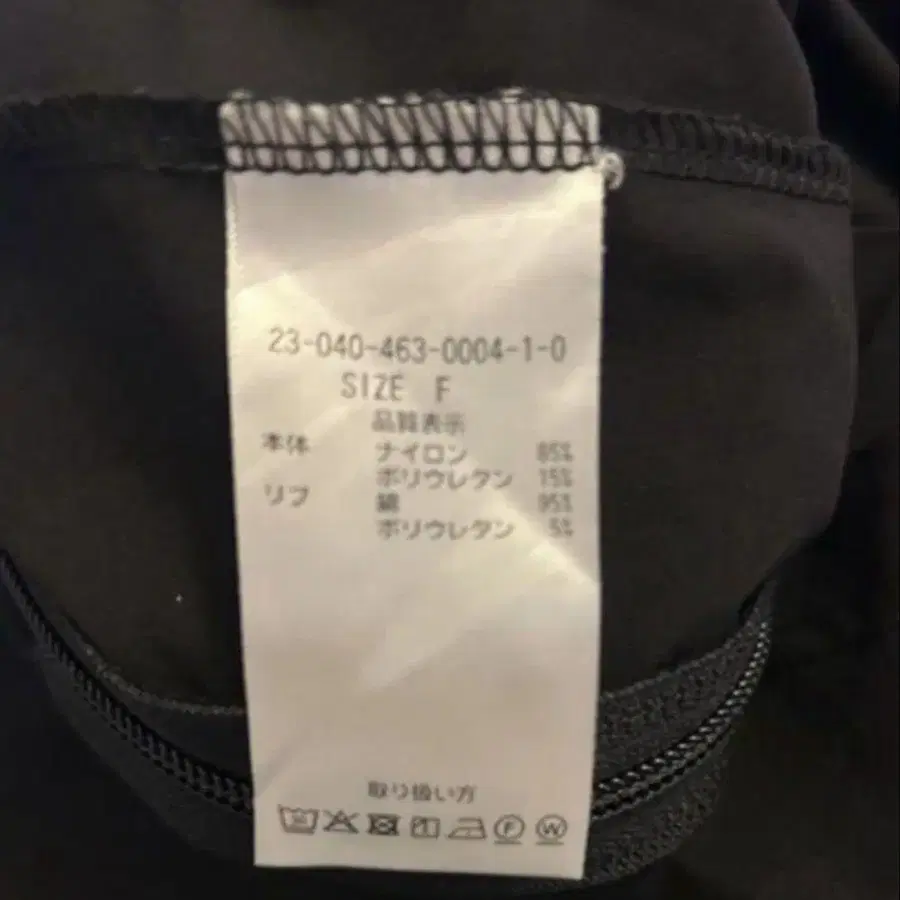 23-040-463-0004-1-0
SIZE F
品質表示
本体 ナイロン 85%
ポリウレタン 15%
リブ 綿 95%
ポリウレタン 5%
取り扱い方
F W